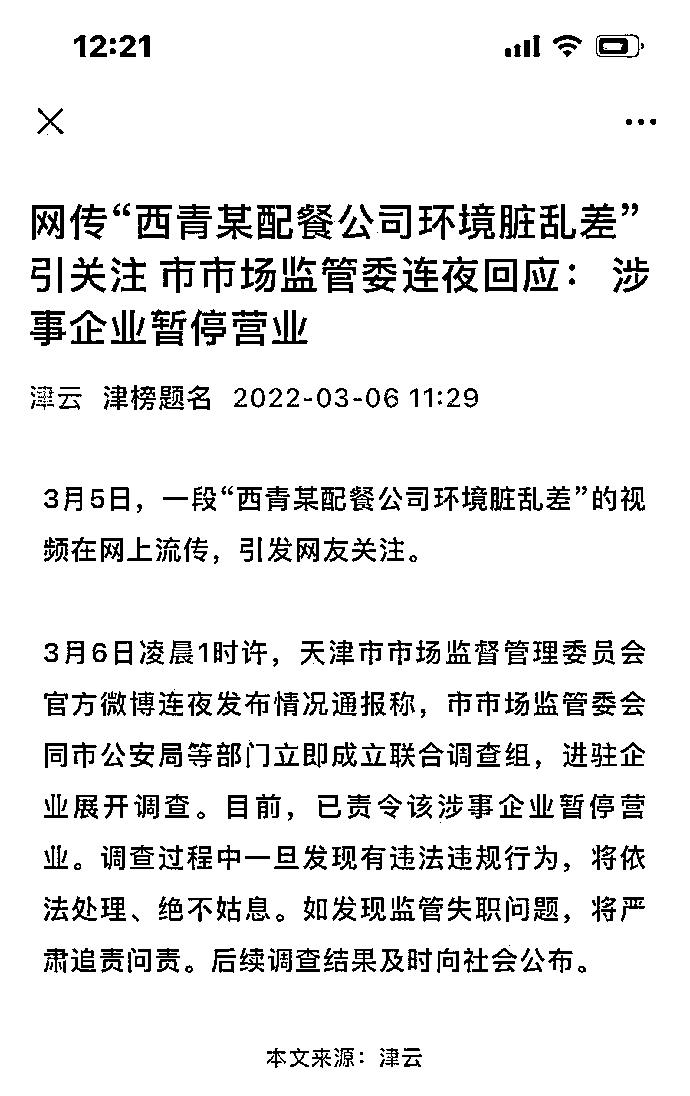 12:21
网传“西青某配餐公司环境脏乱差”
引关注 市市场监管委连夜回应： 涉
事企业暂停营业
津云 津榜题名 2022-03-06 11:29
3月5日，一段“西青某配餐公司环境脏乱差”的视
频在网上流传，引发网友关注。
3月6日凌晨1时许，天津市市场监督管理委员会
官方微博连夜发布情况通报称，市市场监管委会
同市公安局等部门立即成立联合调查组，进驻企
业展开调查。目前，已责令该涉事企业暂停营
业。调查过程中一旦发现有违法违规行为，将依
法处理、绝不姑息。如发现监管失职问题，将严
肃追责问责。后续调查结果及时向社会公布。
本文来源：津云